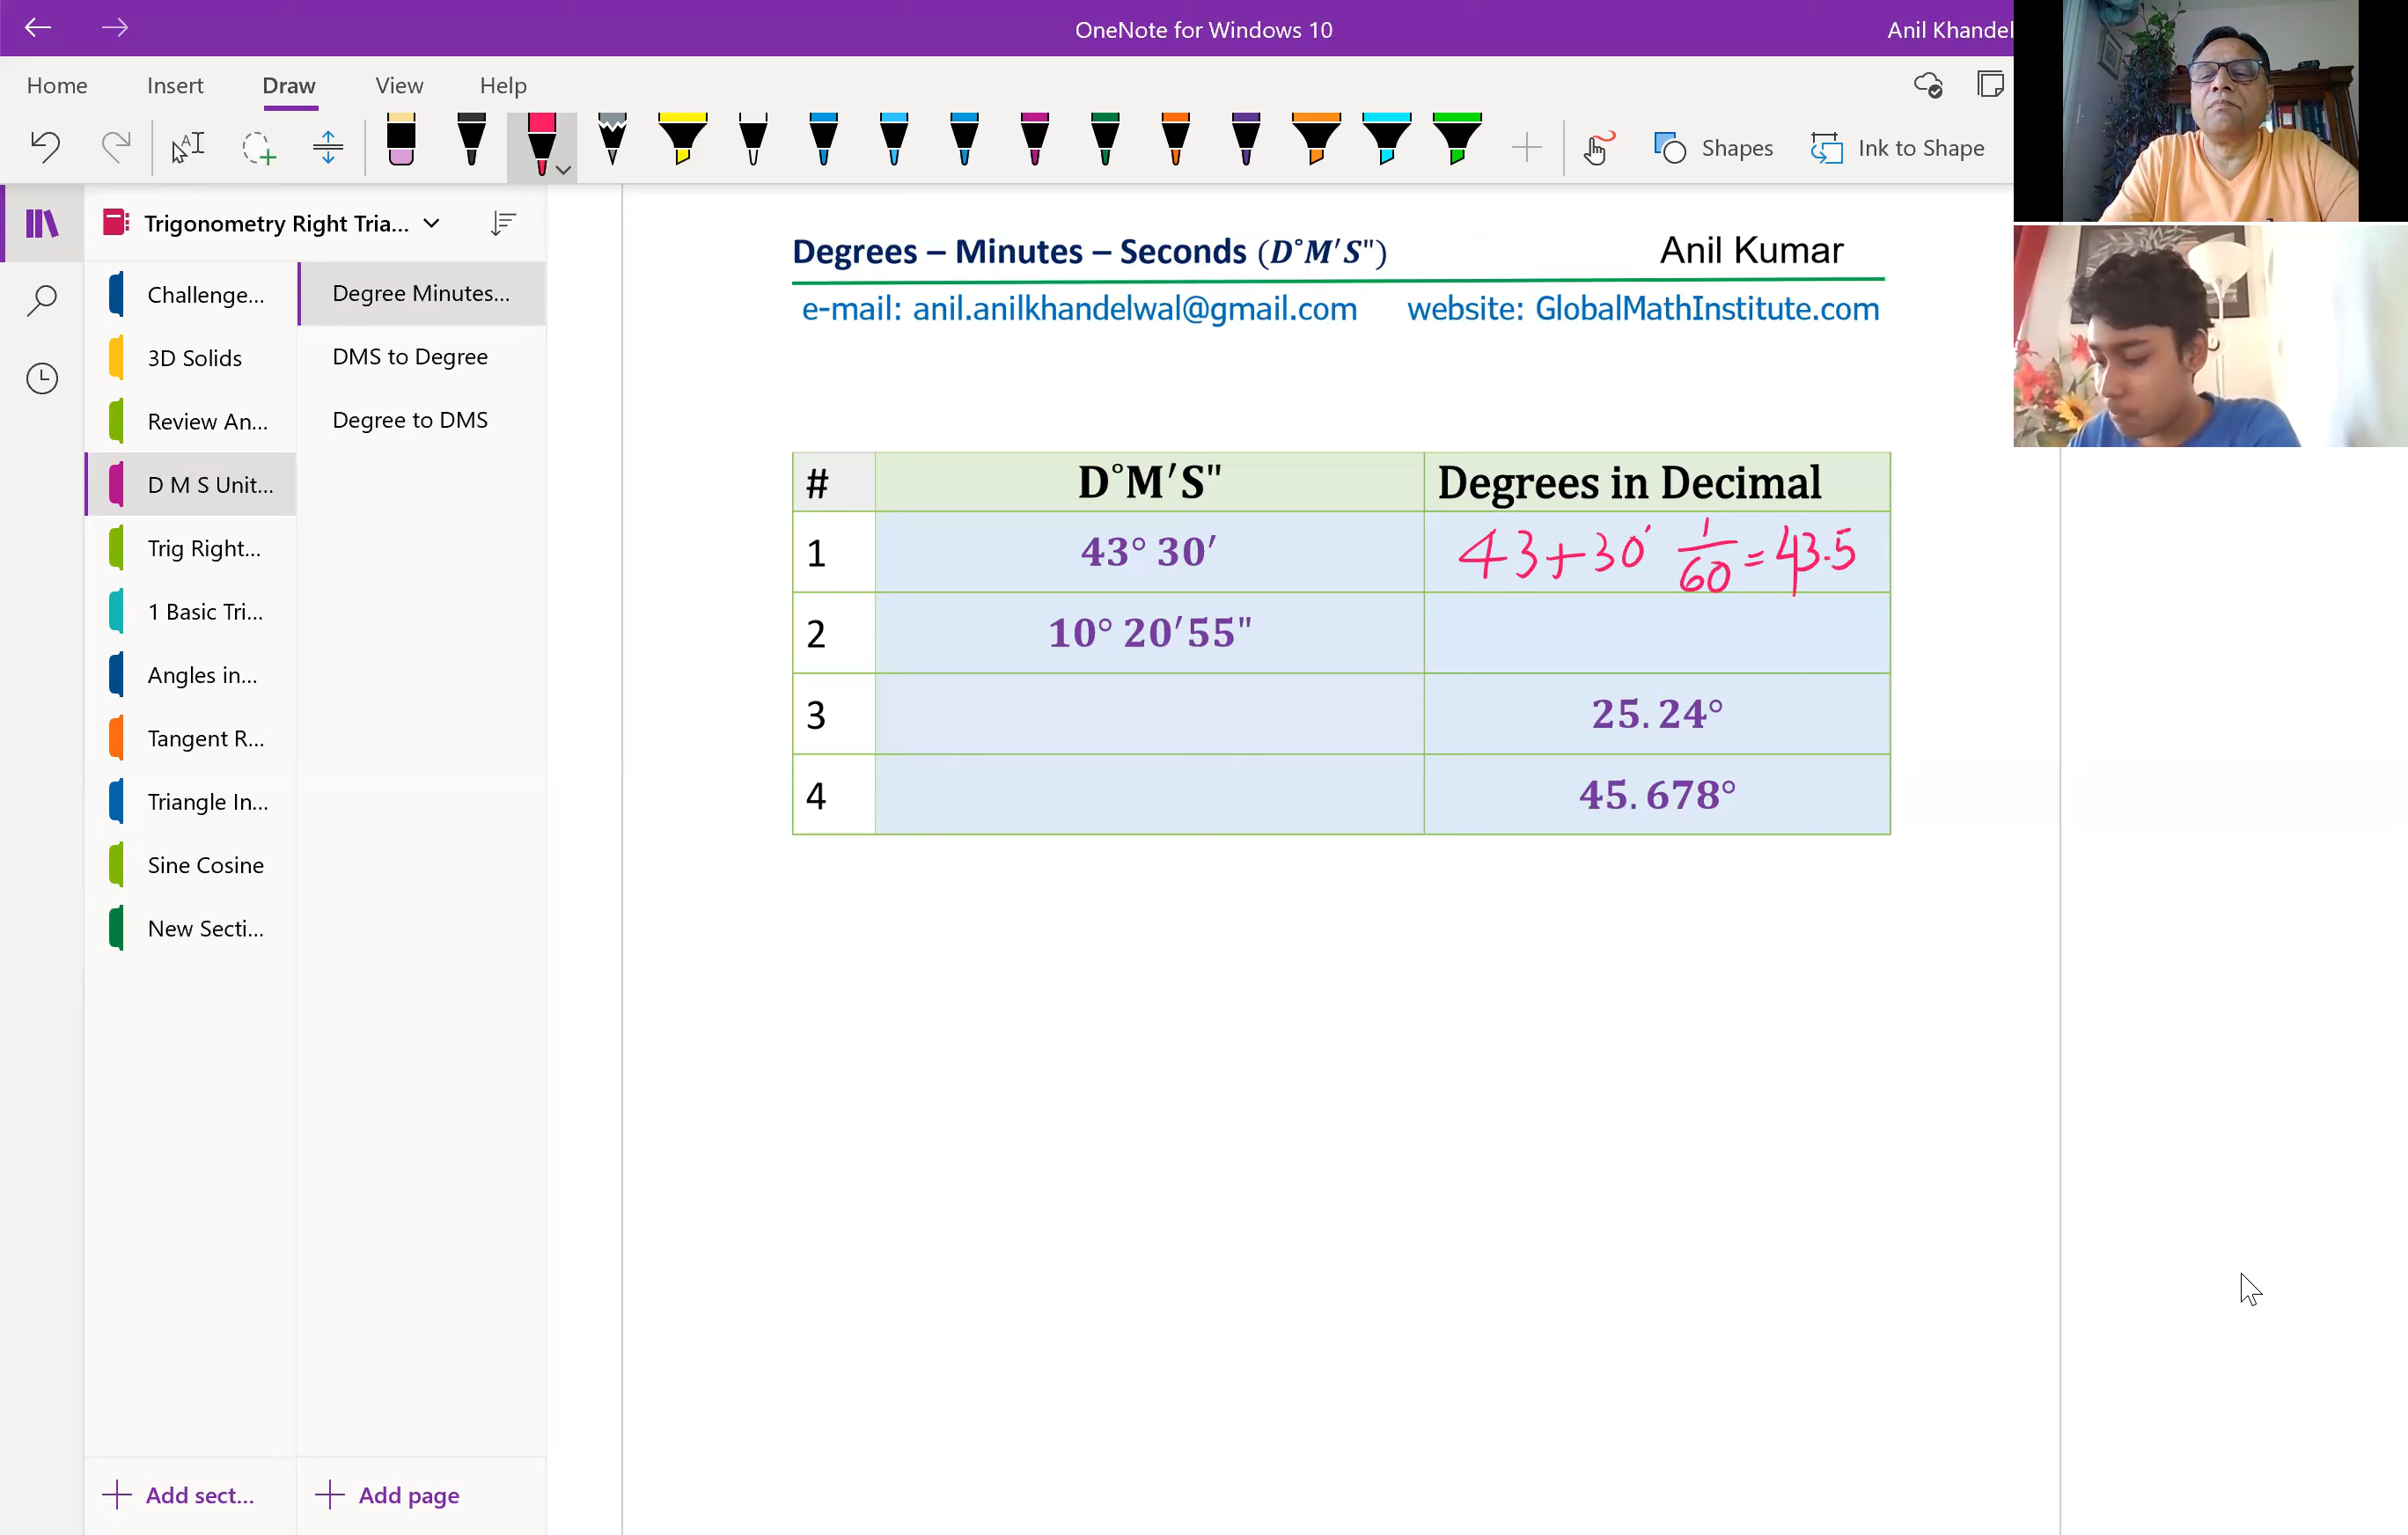 OneNote for Windows 10
Anil Khandel
Home Insert Draw View Help
Shapes Ink to Shape
Trigonometry Right Tria...
Challenge...
3D Solids
Review An...
D M S Unit...
Trig Right...
1 Basic Tri...
Angles in...
Tangent R...
Triangle In...
Sine Cosine
New Secti...
Add sect...
Degree Minutes...
DMS to Degree
Degree to DMS
Add page
Degrees – Minutes – Seconds (D°M′S") Anil Kumar
e-mail: anil.anilkhandelwal@gmail.com website: GlobalMathInstitute.com
# D°M′S" Degrees in Decimal
1 43° 30′ 43+30′ 1/60 = 43.5
2 10° 20′55"
3 25.24°
4 45.678°